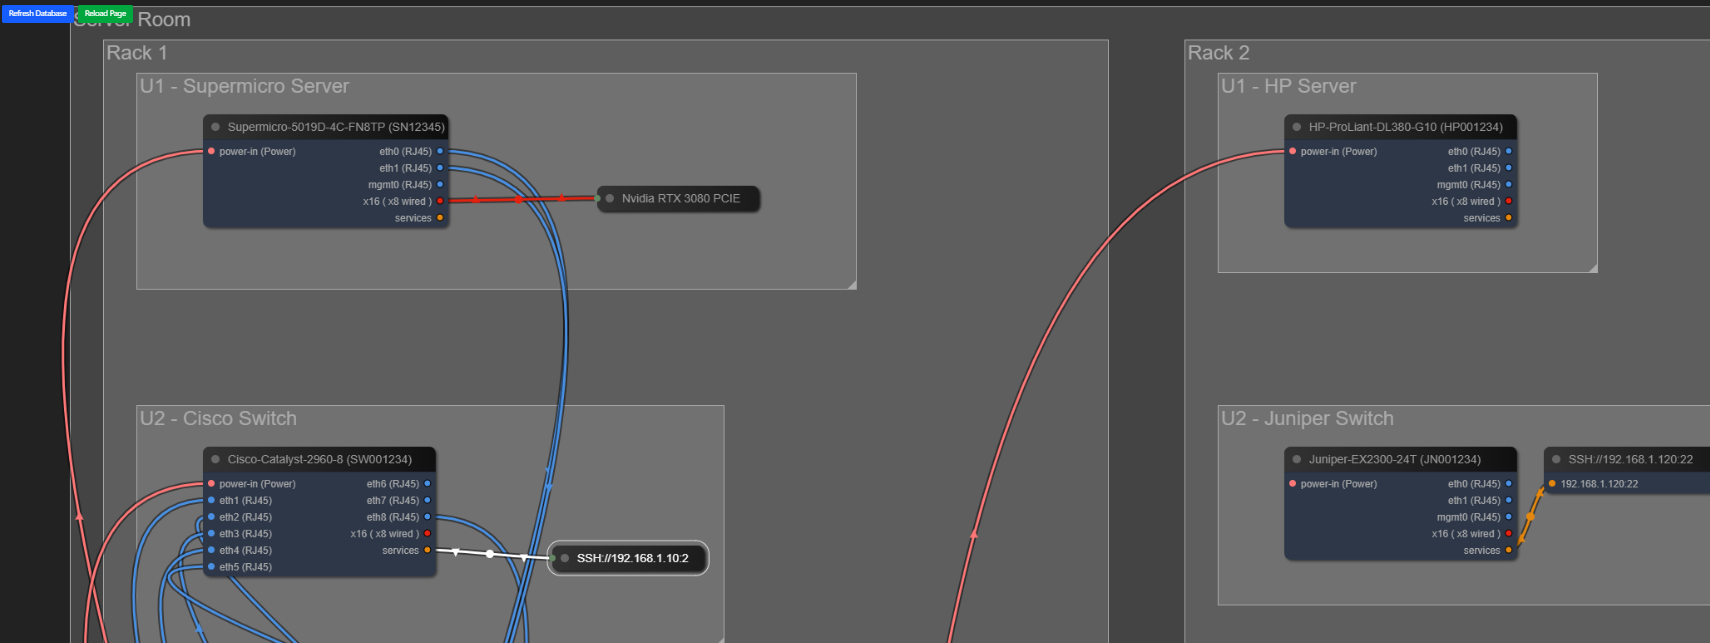 Refresh Database
Reload Page
Server Room
Rack 1
U1 - Supermicro Server
Supermicro-5019D-4C-FN8TP (SN12345)
power-in (Power)
eth0 (RJ45)
eth1 (RJ45)
mgmt0 (RJ45)
x16 ( x8 wired )
services
Nvidia RTX 3080 PCIE
U2 - Cisco Switch
Cisco-Catalyst-2960-8 (SW001234)
power-in (Power)
eth6 (RJ45)
eth1 (RJ45)
eth7 (RJ45)
eth2 (RJ45)
eth8 (RJ45)
eth3 (RJ45)
x16 ( x8 wired )
eth4 (RJ45)
services
eth5 (RJ45)
SSH://192.168.1.10:2
Rack 2
U1 - HP Server
HP-ProLiant-DL380-G10 (HP001234)
power-in (Power)
eth0 (RJ45)
eth1 (RJ45)
mgmt0 (RJ45)
x16 ( x8 wired )
services
U2 - Juniper Switch
Juniper-EX2300-24T (JN001234)
power-in (Power)
eth0 (RJ45)
eth1 (RJ45)
mgmt0 (RJ45)
x16 ( x8 wired )
services
SSH://192.168.1.120:22
192.168.1.120:22